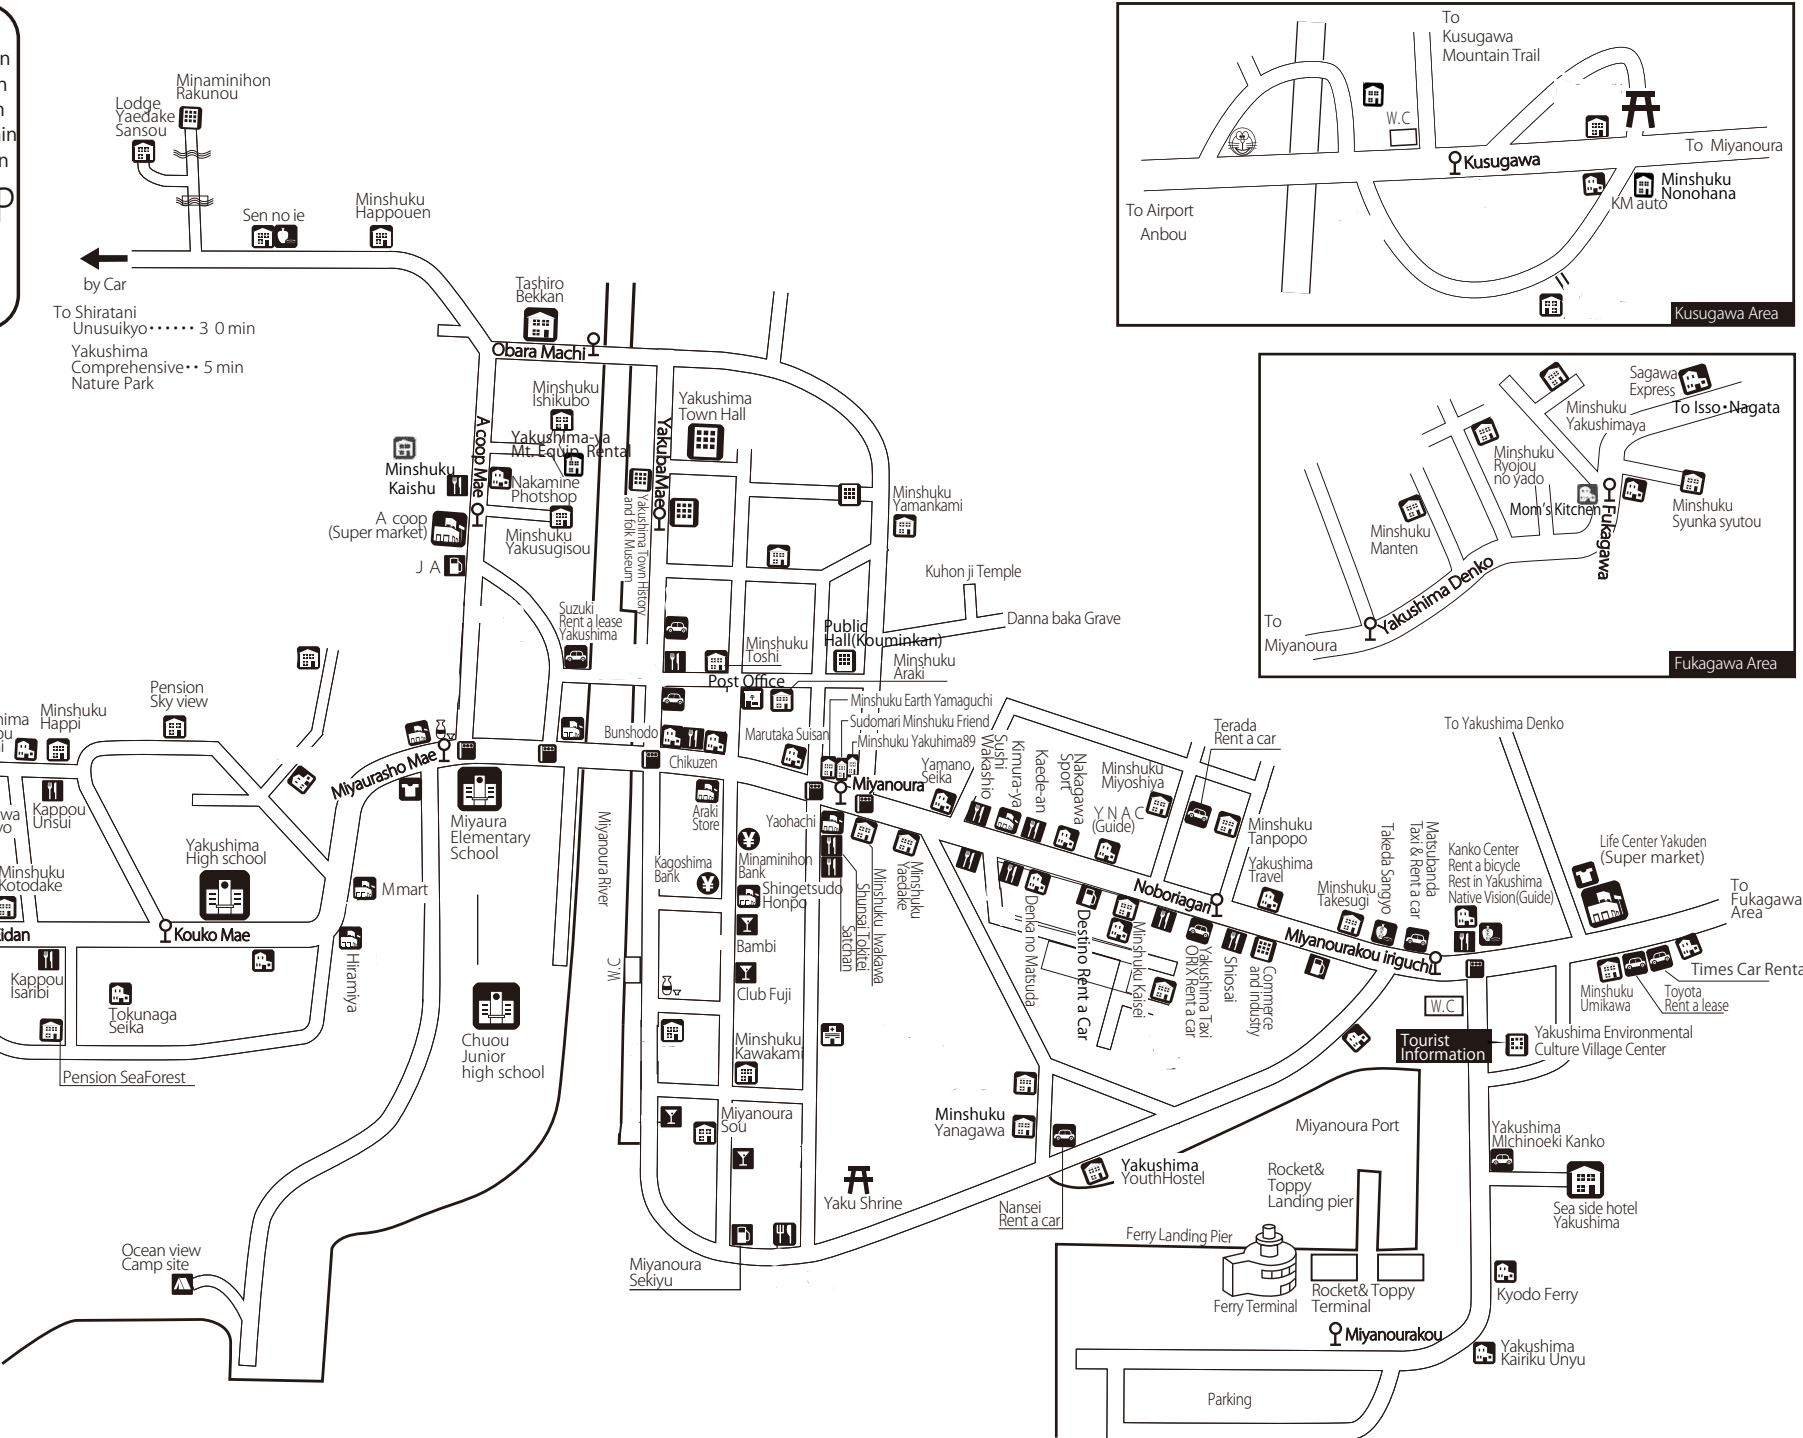 Minaminihon
Rakunou
Lodge
Yaedake
Sansou
Sen no ie
Minshuku
Happouen
by Car
To Shiratani
Unusuikyo・・・・・・3 0 min
Yakushima
Comprehensive・・5 min
Nature Park
Tashiro
Bekkan
Obara Machi
Minshuku
Ishikubo
Yakushima-ya
Mt. Equip. Rental
A coop Mae
Minshuku
Kaishu
Nakamine
Photshop
A coop
(Super market)
J A
Minshuku
Yakusugisou
Yakushima Town History
and folk Museum
Yakuba Mae
Yakushima
Town Hall
Minshuku
Yamankami
Kuhon ji Temple
Danna baka Grave
Suzuki
Rent a lease
Yakushima
Minshuku
Toshi
Public
Hall(Kouminkan)
Minshuku
Araki
Post Office
Minshuku Earth Yamaguchi
Sudomari Minshuku Friend
Minshuku Yakuhima89
Bunshodo
Marutaka Suisan
Chikuzen
Miyanoura
Pension
Sky view
Minshuku
Happi
Kappou
Unsui
Miyaurasho Mae
Miyaura
Elementary
School
Yakushima
High school
Minshuku
Kotodake
M mart
Kouko Mae
Hiramiya
Kappou
Isaribi
Tokunaga
Seika
Pension SeaForest
Chuou
Junior
high school
Ocean view
Camp site
Miyanoura River
W.C
Araki
Store
Yaohachi
Kagoshima
Bank
Minaminihon
Bank
Shingetsudo
Honpo
Bambi
Club Fuji
Minshuku
Kawakami
Miyanoura
Sou
Miyanoura
Sekiyu
Yaku Shrine
Satchan
Shunsai Tokitei
Minshuku Iwakawa
Minshuku
Yaedake
Yamano
Seika
Sushi
Wakashio
Kimura-ya
Kaede-an
Nakagawa
Sport
Y N A C
(Guide)
Minshuku
Miyoshiya
Terada
Rent a car
Minshuku
Tanpopo
Yakushima
Travel
Noboriagari
Denka no Matsuda
Destino Rent a Car
Minshuku Kaisei
Yakushima Taxi
ORIX Rent a car
Shiosai
Commerce
and industry
Minshuku
Takesugi
Takeda Sangyo
Matsubanda
Taxi & Rent a car
Kanko Center
Rent a bicycle
Rest in Yakushima
Native Vision(Guide)
Miyanourakou iriguchi
To Yakushima Denko
Life Center Yakuden
(Super market)
To
Fukagawa
Area
Times Car Renta
Minshuku
Umikawa
Toyota
Rent a lease
W.C
Tourist
Information
Yakushima Environmental
Culture Village Center
Minshuku
Yanagawa
Yakushima
YouthHostel
Nansei
Rent a car
Miyanoura Port
Rocket&
Toppy
Landing pier
Ferry Landing Pier
Ferry Terminal
Rocket& Toppy
Terminal
Yakushima
MIchinoeki Kanko
Sea side hotel
Yakushima
Kyodo Ferry
Miyanourakou
Yakushima
Kairiku Unyu
Parking
To
Kusugawa
Mountain Trail
W.C
Kusugawa
To Miyanoura
To Airport
Anbou
KM auto
Minshuku
Nonohana
Kusugawa Area
Sagawa
Express
To Isso・Nagata
Minshuku
Yakushimaya
Minshuku
Ryojou
no yado
Mom's Kitchen
Fukagawa
Minshuku
Syunka syutou
Minshuku
Manten
Yakushima Denko
To
Miyanoura
Fukagawa Area